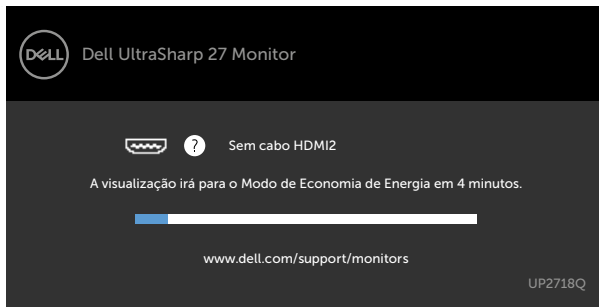 DELL
Dell UltraSharp 27 Monitor
? Sem cabo HDMI2
A visualização irá para o Modo de Economia de Energia em 4 minutos.
www.dell.com/support/monitors
UP2718Q